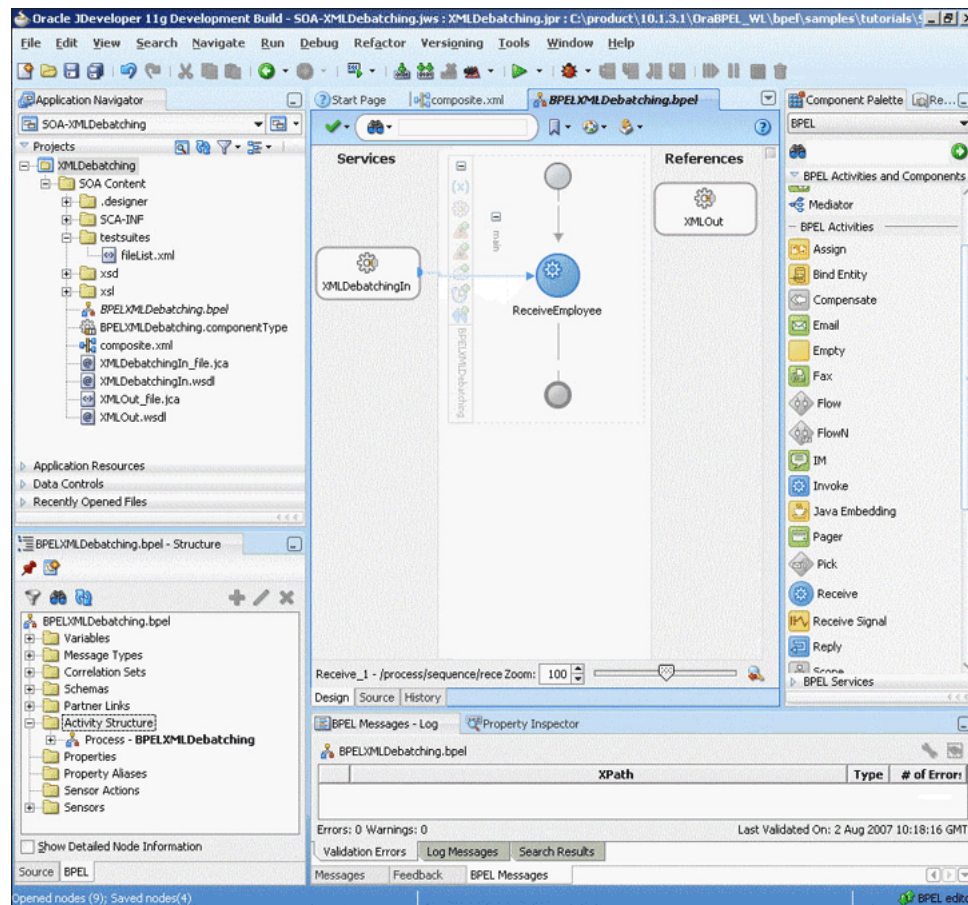 Oracle JDeveloper 11g Development Build - SOA-XMLDebatching.jws : XMLDebatching.jpr : C:\product\10.1.3.1\OraBPEL_WL\bpel\samples\tutorials\
File Edit View Search Navigate Run Debug Refactor Versioning Tools Window Help
Application Navigator
SOA-XMLDebatching
Projects
XMLDebatching
SOA Content
.designer
SCA-INF
testsuites
fileList.xml
xsd
xsl
BPELXMLDebatching.bpel
BPELXMLDebatching.componentType
composite.xml
XMLDebatchingIn_file.jca
XMLDebatchingIn.wsdl
XMLOut_file.jca
XMLOut.wsdl
Application Resources
Data Controls
Recently Opened Files
BPELXMLDebatching.bpel - Structure
BPELXMLDebatching.bpel
Variables
Message Types
Correlation Sets
Schemas
Partner Links
Activity Structure
Process - BPELXMLDebatching
Properties
Property Aliases
Sensor Actions
Sensors
Show Detailed Node Information
Source BPEL
Opened nodes (9); Saved nodes(4)
Start Page composite.xml BPELXMLDebatching.bpel
Services
References
(x)
main
XMLOut
XMLDebatchingIn
ReceiveEmployee
BPELXMLDebatching
Receive_1 - /process/sequence/rece Zoom: 100
Design Source History
BPEL Messages - Log Property Inspector
BPELXMLDebatching.bpel
XPath Type # of Errors
Errors: 0 Warnings: 0 Last Validated On: 2 Aug 2007 10:18:16 GMT
Validation Errors Log Messages Search Results
Messages Feedback BPEL Messages
Component Palette Re...
BPEL
BPEL Activities and Components
Mediator
BPEL Activities
Assign
Bind Entity
Compensate
Email
Empty
Fax
Flow
FlowN
IM
Invoke
Java Embedding
Pager
Pick
Receive
Receive Signal
Reply
Scope
BPEL Services
BPEL edito